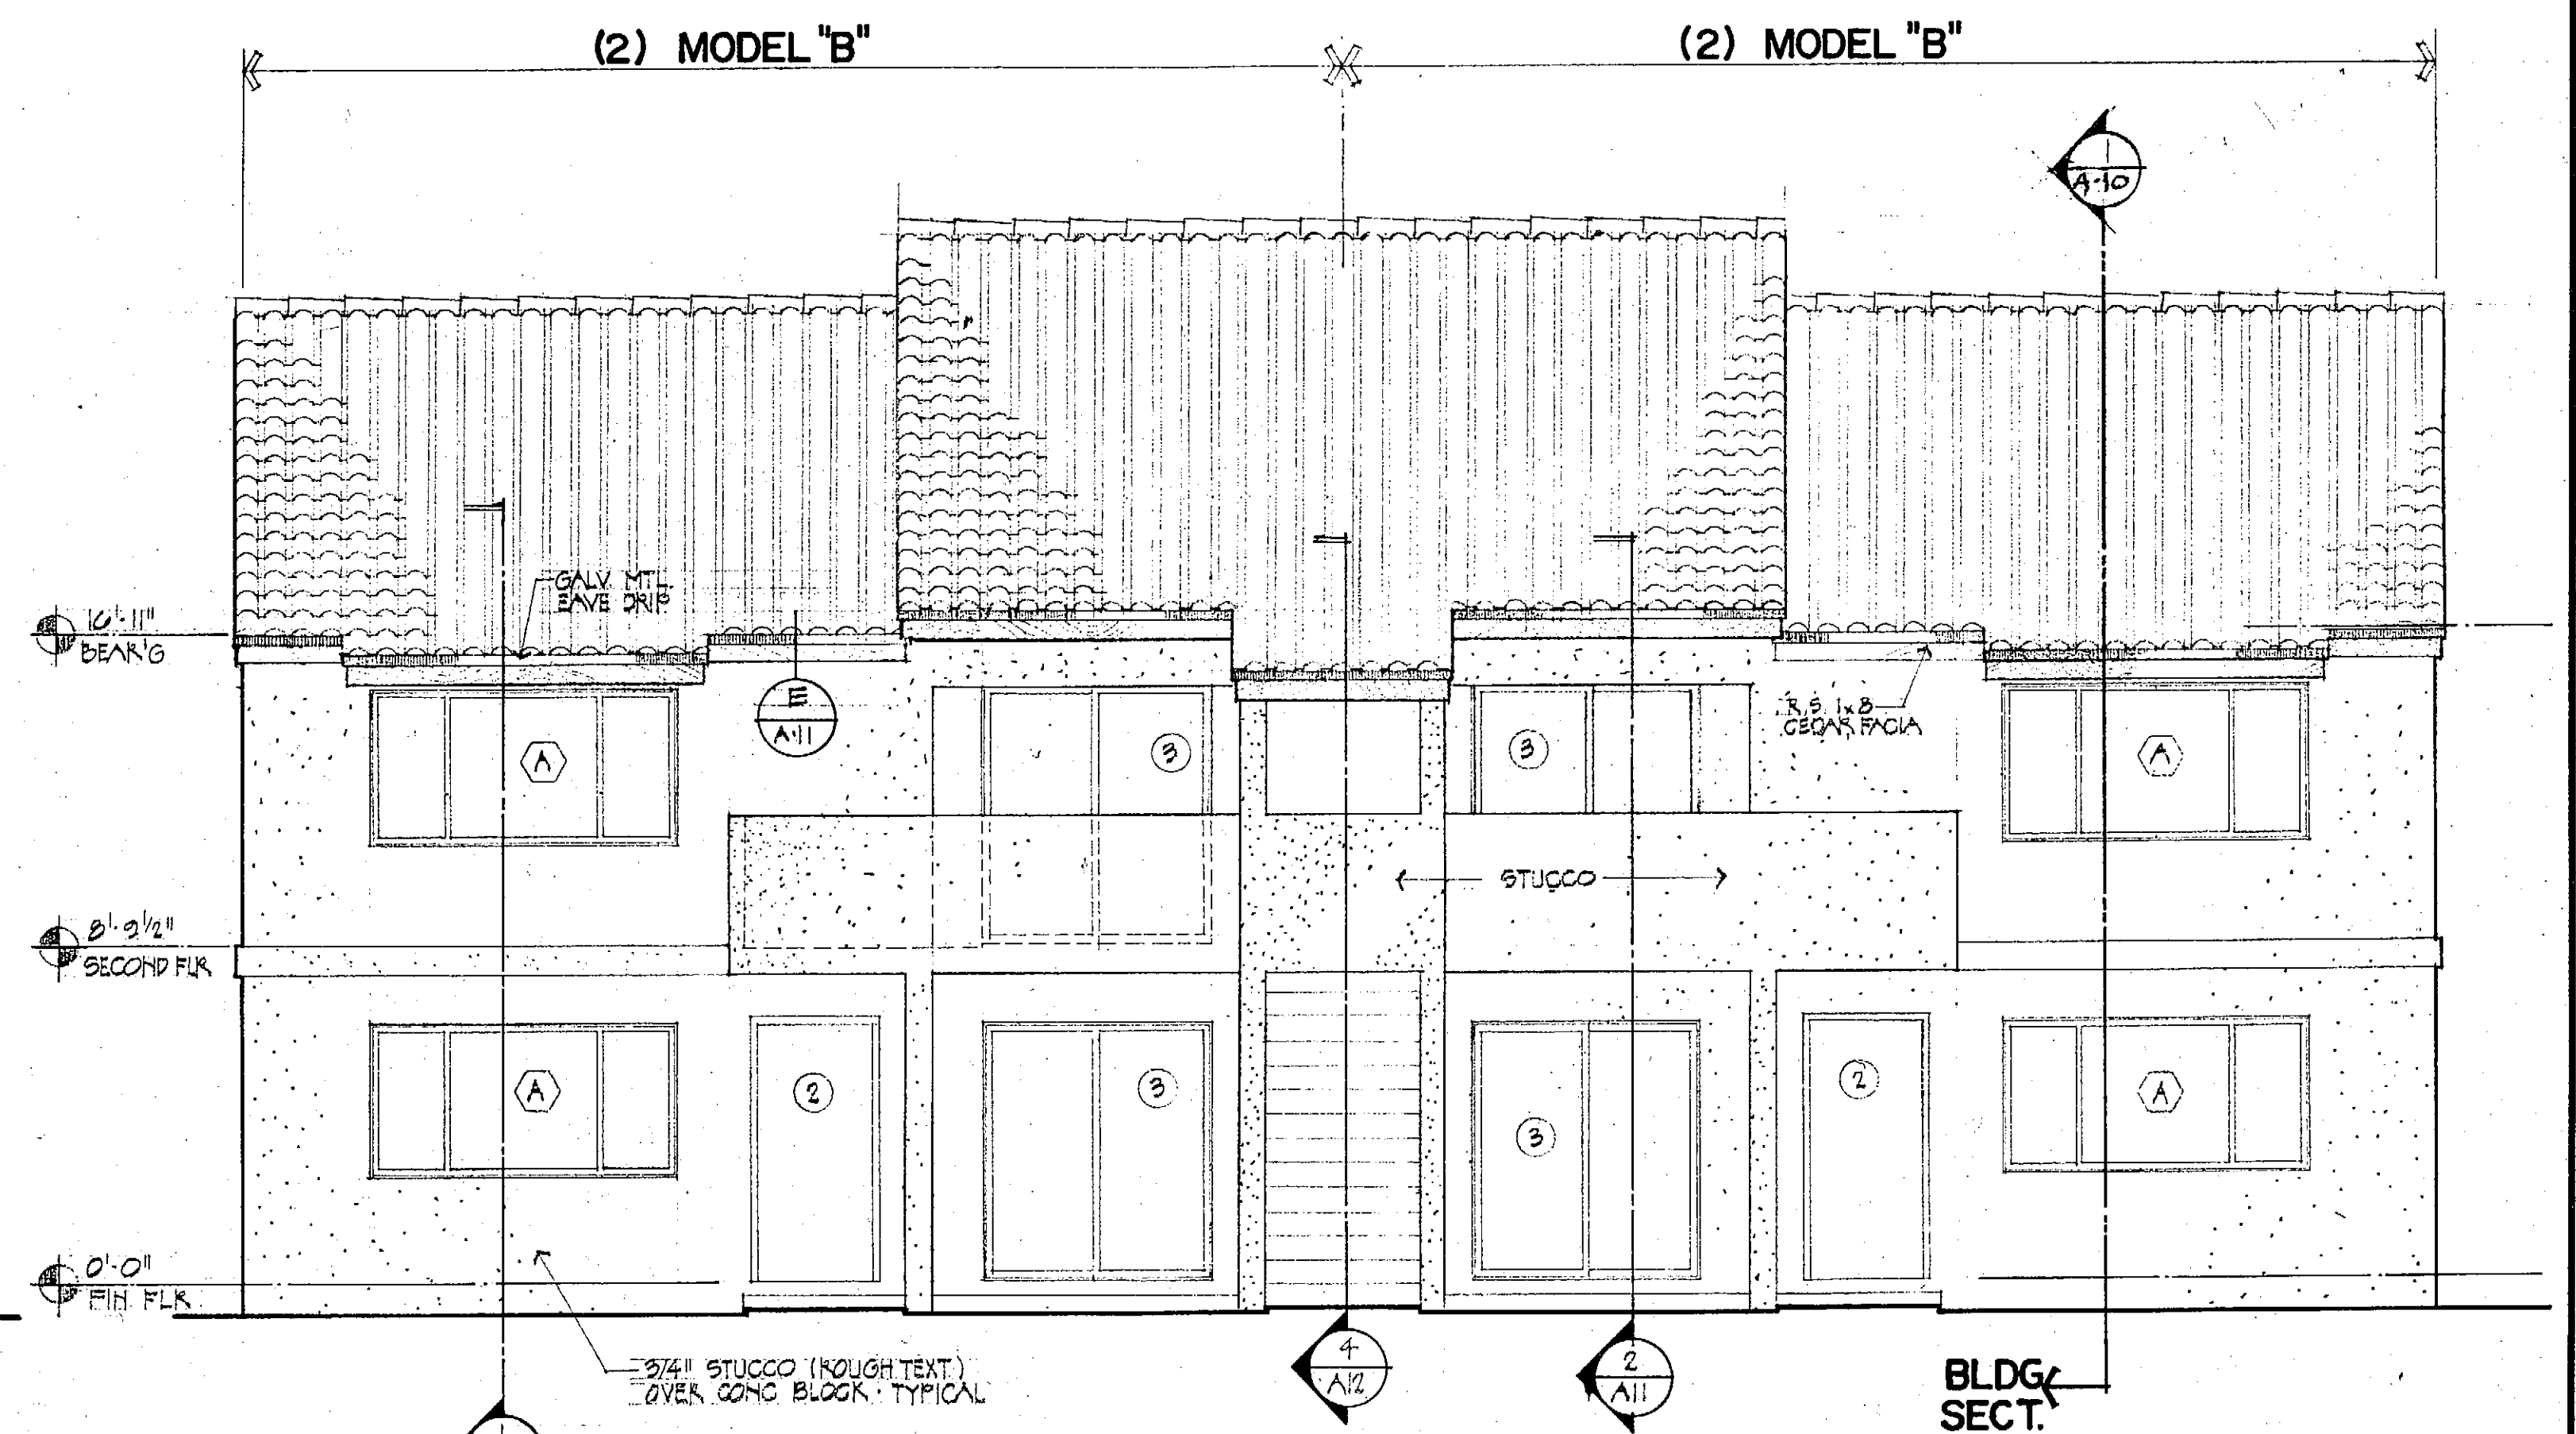 (2) MODEL "B"
(2) MODEL "B"
1
A·10
GALV. MTL.
EAVE DRIP
16'-11"
BEAR'G
E
A·11
3
3
R.S. 1x8
CEDAR FACIA
A
A
STUCCO
8'-9 1/2"
SECOND FLR
A
2
3
3
2
A
0'-0"
FIN. FLR.
3/4" STUCCO (ROUGH TEXT.)
OVER CONC BLOCK · TYPICAL
4
A12
2
A11
BLDG
SECT.